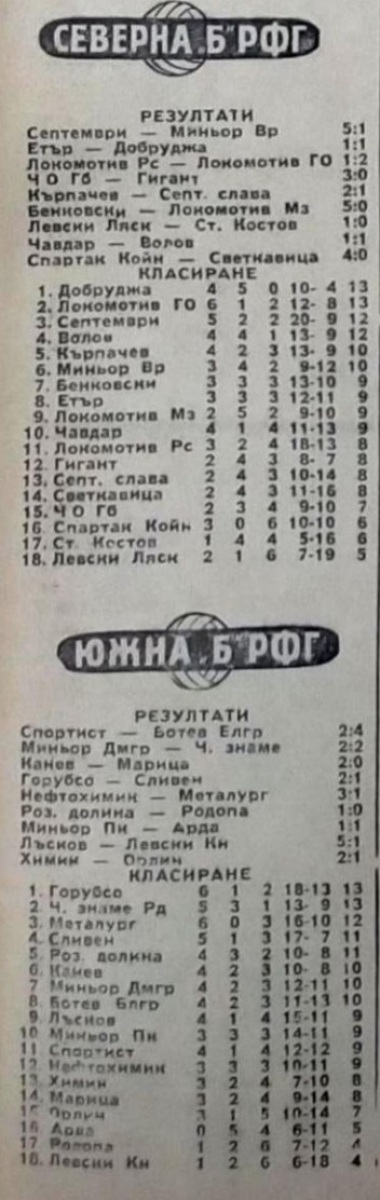 СЕВЕРНА „Б" РФГ
РЕЗУЛТАТИ
Септември — Миньор Вр 5:1
Етър — Добруджа 1:1
Локомотив Рс — Локомотив ГО 1:2
Ч О Гб — Гигант 3:0
Кърпачев — Септ. слава 2:1
Бенковски — Локомотив Мз 5:0
Левски Ляск — Ст. Костов 1:0
Чавдар — Волов 1:1
Спартак Койн — Светкавица 4:0
КЛАСИРАНЕ
1. Добруджа 4 5 0 10- 4 13
2. Локомотив ГО 6 1 2 12- 8 13
3. Септември 5 2 2 20- 9 12
4. Волов 4 4 1 13- 9 12
5. Кърпачев 4 2 3 13- 9 10
6. Миньор Вр 3 4 2 9-12 10
7. Бенковски 3 3 3 13-10 9
8. Етър 3 3 3 12-11 9
9. Локомотив Мз 2 5 2 9-10 9
10. Чавдар 4 1 4 11-13 9
11. Локомотив Рс 3 2 4 18-13 8
12. Гигант 2 4 3 8- 7 8
13. Септ. слава 2 4 3 10-14 8
14. Светкавица 2 4 3 11-16 8
15. Ч О Гб 2 3 4 9-10 7
16. Спартак Койн 3 0 6 10-10 6
17. Ст. Костов 1 4 4 5-16 6
18. Левски Ляск 2 1 6 7-19 5
ЮЖНА „Б" РФГ
РЕЗУЛТАТИ
Спортист — Ботев Блгр 2:4
Миньор Дмгр — Ч. знаме 2:2
Канев — Марица 2:0
Горубсо — Сливен 2:1
Нефтохимик — Металург 3:1
Роз. долина — Родопа 1:0
Миньор Пк — Арда 1:1
Лъсков — Левски Кн 5:1
Химик — Орлин 2:1
КЛАСИРАНЕ
1. Горубсо 6 1 2 18-13 13
2. Ч. знаме Рд 5 3 1 13- 9 13
3. Металург 6 0 3 16-10 12
4. Сливен 5 1 3 17- 7 11
5. Роз. долина 4 3 2 10- 8 11
6. Канев 4 2 3 10- 8 10
7. Миньор Дмгр 4 2 3 12-11 10
8. Ботев Блгр 4 2 3 11-13 10
9. Лъсков 4 1 4 15-11 9
10. Миньор Пк 3 3 3 14-11 9
11. Спортист 4 1 4 12-12 9
12. Нефтохимик 3 3 3 10-11 9
13. Химик 3 2 4 7-10 8
14. Марица 3 2 4 9-14 8
15. Орлин 3 1 5 10-14 7
16. Арда 0 5 4 6-11 5
17. Родопа 1 2 6 7-12 4
18. Левски Кн 1 2 6 6-18 4